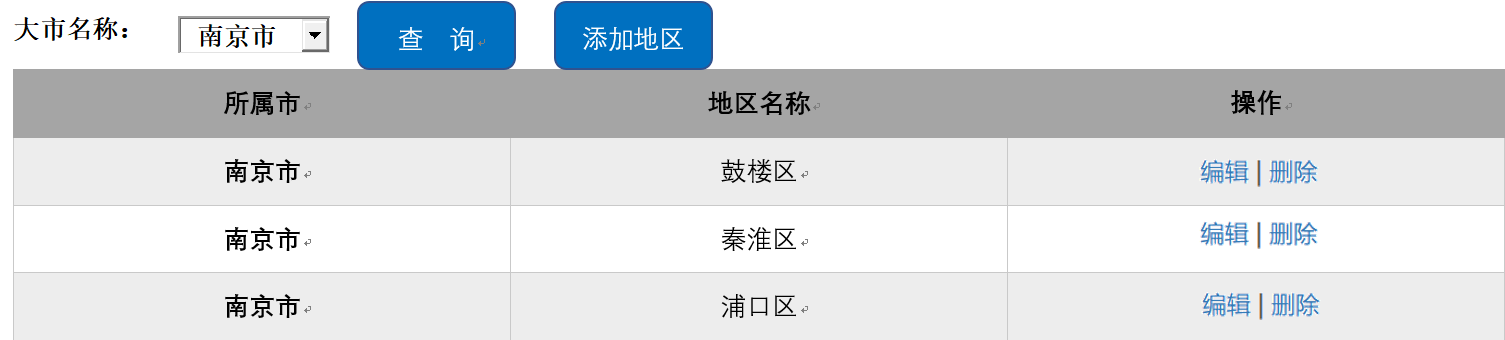 大市名称： 南京市 查 询 添加地区
所属市 地区名称 操作
南京市 鼓楼区 编辑 | 删除
南京市 秦淮区 编辑 | 删除
南京市 浦口区 编辑 | 删除